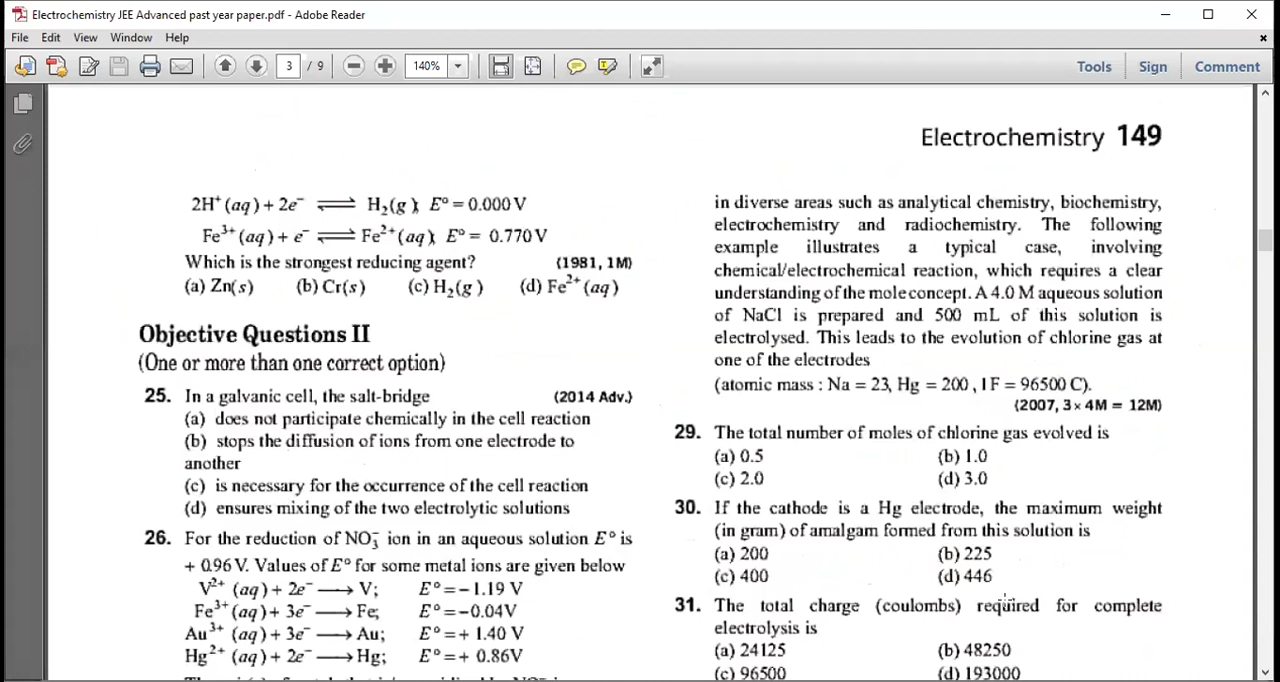 Electrochemistry JEE Advanced past year paper.pdf - Adobe Reader
File Edit View Window Help
3 / 9 140% Tools Sign Comment
Electrochemistry 149
2H⁺(aq) + 2e⁻ ⇌ H₂(g), E° = 0.000 V
Fe³⁺(aq) + e⁻ ⇌ Fe²⁺(aq), E° = 0.770 V
Which is the strongest reducing agent? (1981, 1M)
(a) Zn(s) (b) Cr(s) (c) H₂(g) (d) Fe²⁺(aq)
Objective Questions II
(One or more than one correct option)
25. In a galvanic cell, the salt-bridge (2014 Adv.)
(a) does not participate chemically in the cell reaction
(b) stops the diffusion of ions from one electrode to
another
(c) is necessary for the occurrence of the cell reaction
(d) ensures mixing of the two electrolytic solutions
26. For the reduction of NO₃⁻ ion in an aqueous solution E° is
+ 0.96 V. Values of E° for some metal ions are given below
V²⁺ (aq) + 2e⁻ ⟶ V; E° = −1.19 V
Fe³⁺(aq) + 3e⁻ ⟶ Fe; E° = −0.04V
Au³⁺ (aq) + 3e⁻ ⟶ Au; E° = + 1.40 V
Hg²⁺ (aq) + 2e⁻ ⟶ Hg; E° = + 0.86V
in diverse areas such as analytical chemistry, biochemistry,
electrochemistry and radiochemistry. The following
example illustrates a typical case, involving
chemical/electrochemical reaction, which requires a clear
understanding of the mole concept. A 4.0 M aqueous solution
of NaCl is prepared and 500 mL of this solution is
electrolysed. This leads to the evolution of chlorine gas at
one of the electrodes
(atomic mass : Na = 23, Hg = 200 , 1 F = 96500 C).
(2007, 3 × 4M = 12M)
29. The total number of moles of chlorine gas evolved is
(a) 0.5 (b) 1.0
(c) 2.0 (d) 3.0
30. If the cathode is a Hg electrode, the maximum weight
(in gram) of amalgam formed from this solution is
(a) 200 (b) 225
(c) 400 (d) 446
31. The total charge (coulombs) required for complete
electrolysis is
(a) 24125 (b) 48250
(c) 96500 (d) 193000